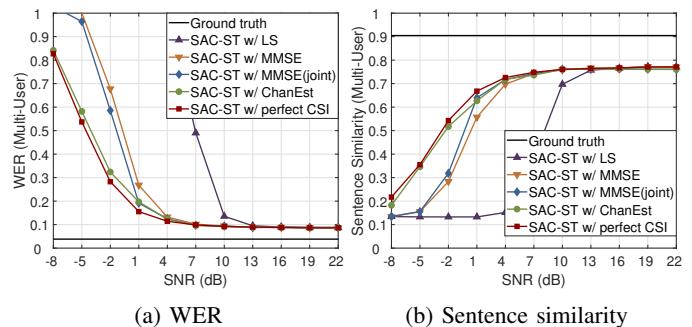 WER (Multi-User)
1
0.9
0.8
0.7
0.6
0.5
0.4
0.3
0.2
0.1
0
Ground truth
SAC-ST w/ LS
SAC-ST w/ MMSE
SAC-ST w/ MMSE(joint)
SAC-ST w/ ChanEst
SAC-ST w/ perfect CSI
-8 -5 -2 1 4 7 10 13 16 19 22
SNR (dB)
(a) WER
Sentence Similarity (Multi-User)
1
0.9
0.8
0.7
0.6
0.5
0.4
0.3
0.2
0.1
0
Ground truth
SAC-ST w/ LS
SAC-ST w/ MMSE
SAC-ST w/ MMSE(joint)
SAC-ST w/ ChanEst
SAC-ST w/ perfect CSI
-8 -5 -2 1 4 7 10 13 16 19 22
SNR (dB)
(b) Sentence similarity